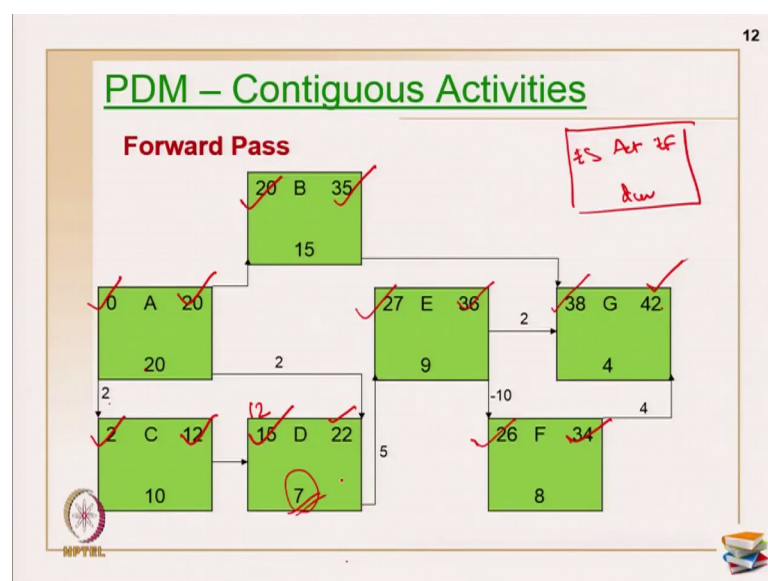 12
PDM – Contiguous Activities
Forward Pass
ES Act EF
dur
20 B 35
15
0 A 20
20
27 E 36
9
2
38 G 42
4
2
2
-10
4
12
2 C 12
10
15 D 22
7
5
26 F 34
8
NPTEL